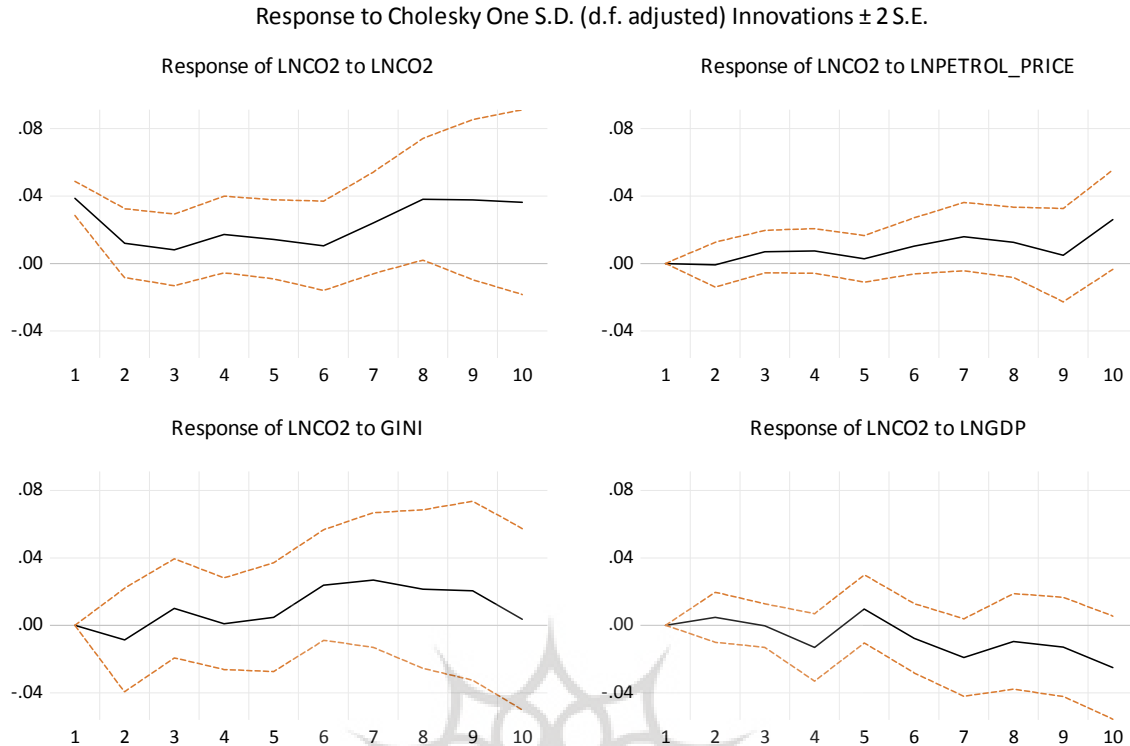 Response to Cholesky One S.D. (d.f. adjusted) Innovations ± 2 S.E.
Response of LNCO2 to LNCO2
.08
.04
.00
-.04
1 2 3 4 5 6 7 8 9 10
Response of LNCO2 to LNPETROL_PRICE
.08
.04
.00
-.04
1 2 3 4 5 6 7 8 9 10
Response of LNCO2 to GINI
.08
.04
.00
-.04
1 2 3 4 5 6 7 8 9 10
Response of LNCO2 to LNGDP
.08
.04
.00
-.04
1 2 3 4 5 6 7 8 9 10